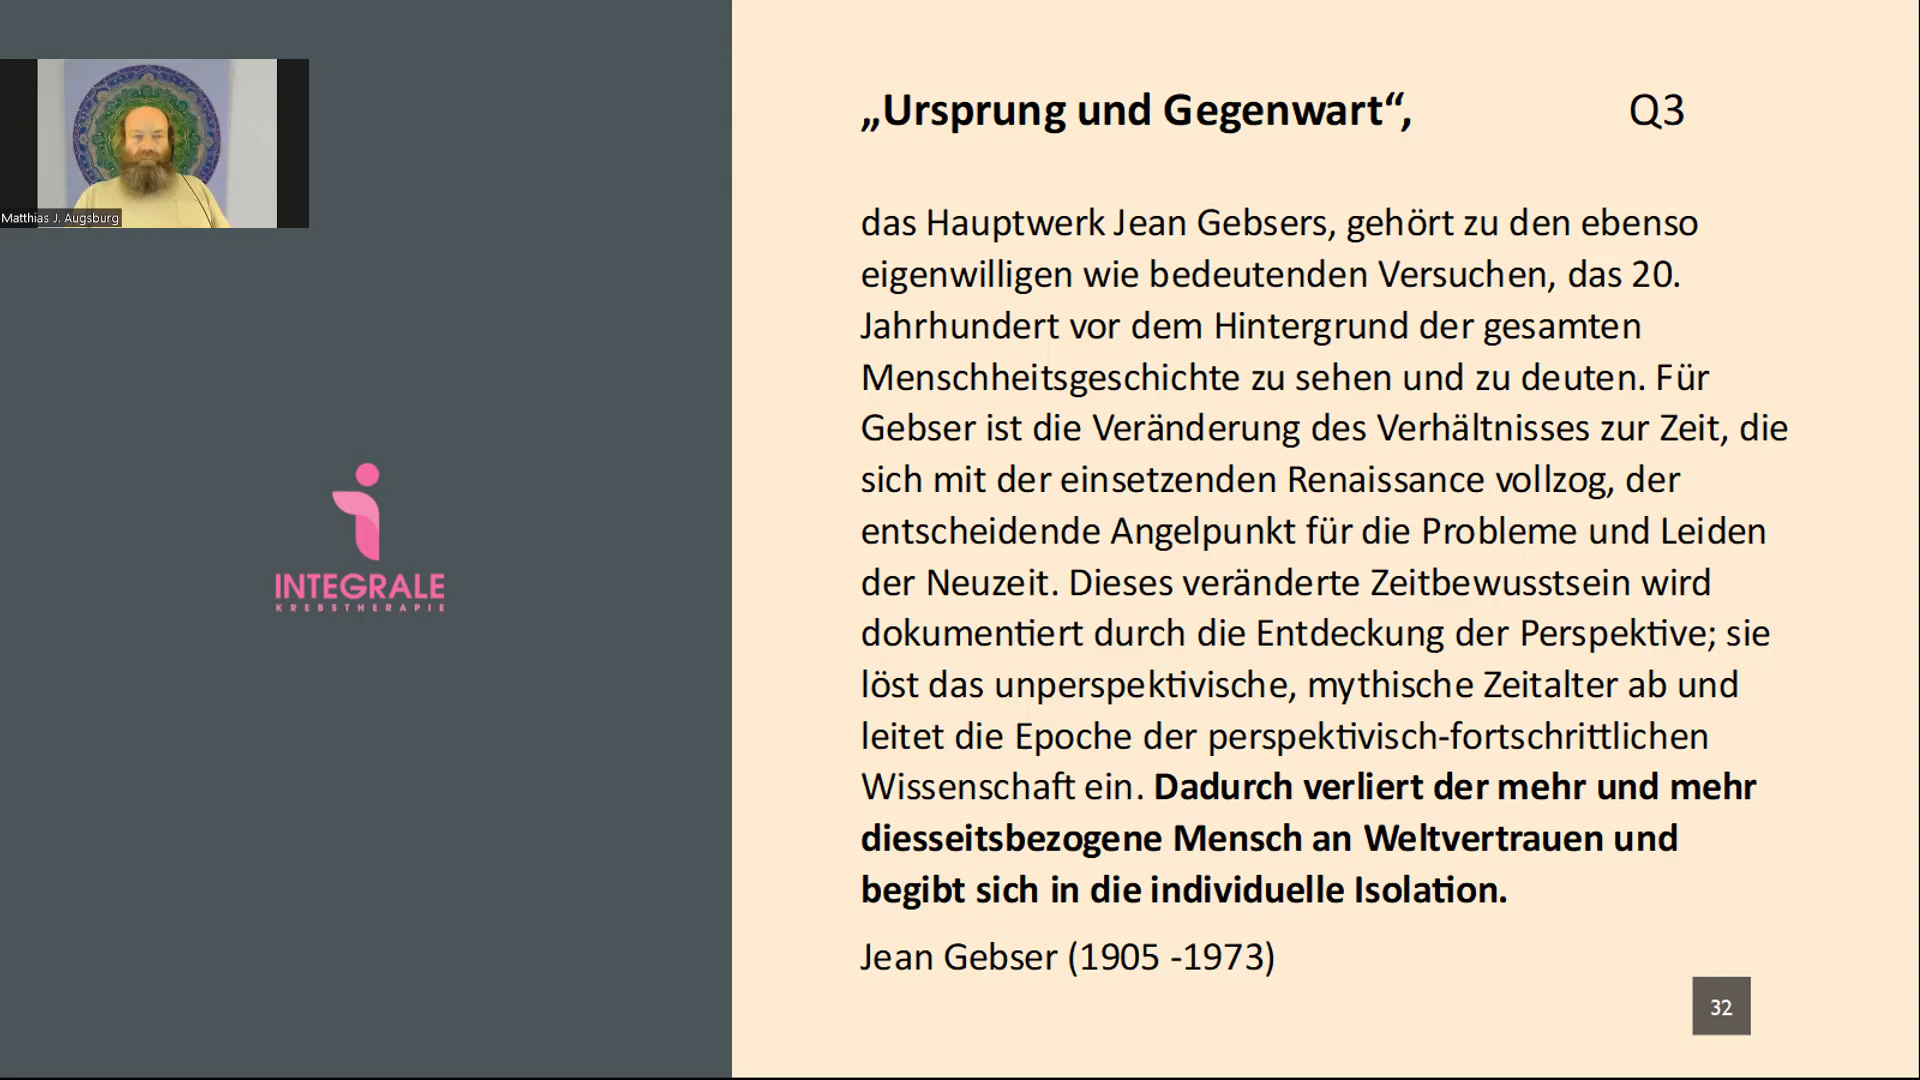 Matthias J. Augsburg
INTEGRALE
KREBSTHERAPIE
„Ursprung und Gegenwart“, Q3
das Hauptwerk Jean Gebsers, gehört zu den ebenso
eigenwilligen wie bedeutenden Versuchen, das 20.
Jahrhundert vor dem Hintergrund der gesamten
Menschheitsgeschichte zu sehen und zu deuten. Für
Gebser ist die Veränderung des Verhältnisses zur Zeit, die
sich mit der einsetzenden Renaissance vollzog, der
entscheidende Angelpunkt für die Probleme und Leiden
der Neuzeit. Dieses veränderte Zeitbewusstsein wird
dokumentiert durch die Entdeckung der Perspektive; sie
löst das unperspektivische, mythische Zeitalter ab und
leitet die Epoche der perspektivisch-fortschrittlichen
Wissenschaft ein. Dadurch verliert der mehr und mehr
diesseitsbezogene Mensch an Weltvertrauen und
begibt sich in die individuelle Isolation.
Jean Gebser (1905 -1973)
32